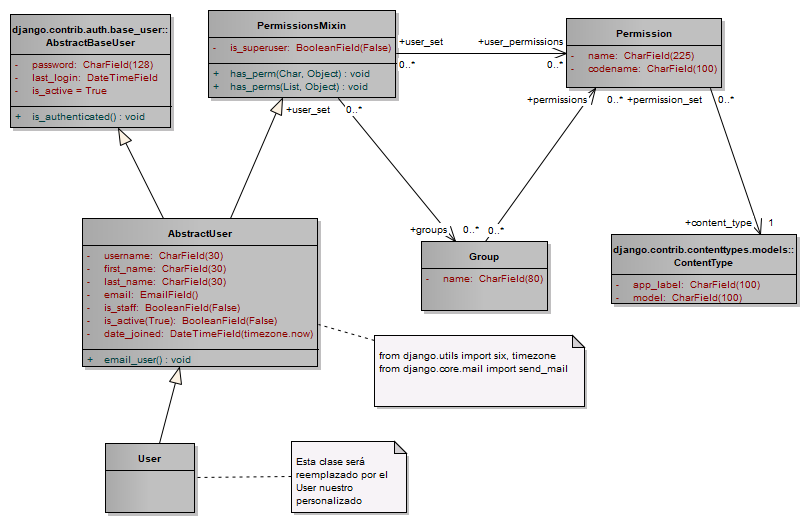 django.contrib.auth.base_user::
AbstractBaseUser
- password: CharField(128)
- last_login: DateTimeField
- is_active = True
+ is_authenticated() : void
PermissionsMixin
- is_superuser: BooleanField(False)
+ has_perm(Char, Object) : void
+ has_perms(List, Object) : void
+user_set
0..*
+user_permissions
0..*
Permission
- name: CharField(225)
- codename: CharField(100)
+user_set 0..*
+permissions 0..*
+permission_set 0..*
+groups 0..*
0..*
+content_type 1
AbstractUser
- username: CharField(30)
- first_name: CharField(30)
- last_name: CharField(30)
- email: EmailField()
- is_staff: BooleanField(False)
- is_active(True): BooleanField(False)
- date_joined: DateTimeField(timezone.now)
+ email_user() : void
Group
- name: CharField(80)
django.contrib.contenttypes.models::
ContentType
- app_label: CharField(100)
- model: CharField(100)
from django.utils import six, timezone
from django.core.mail import send_mail
User
Esta clase será
reemplazado por el
User nuestro
personalizado